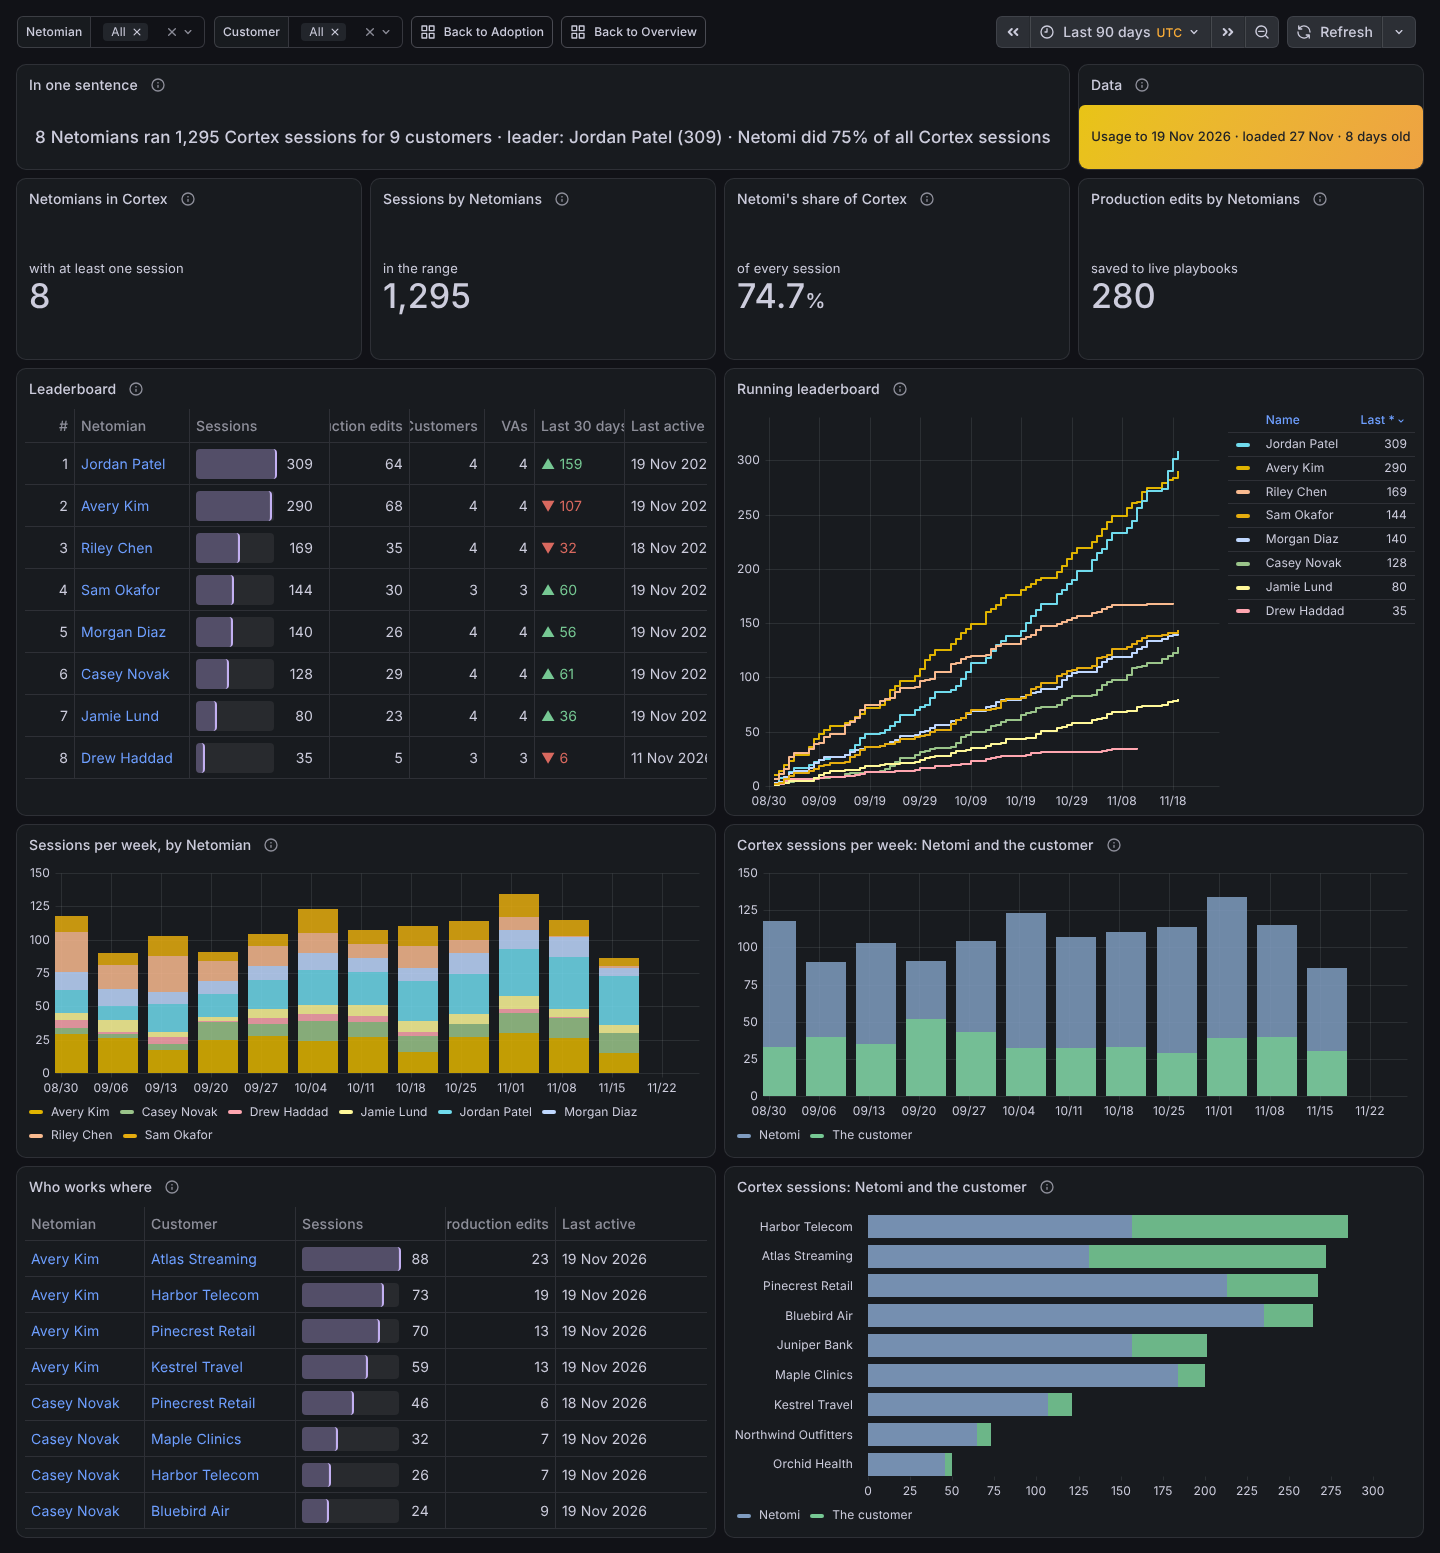 Netomian All Customer All Back to Adoption Back to Overview Last 90 days UTC Refresh
In one sentence
8 Netomians ran 1,295 Cortex sessions for 9 customers · leader: Jordan Patel (309) · Netomi did 75% of all Cortex sessions
Data
Usage to 19 Nov 2026 · loaded 27 Nov · 8 days old
Netomians in Cortex
with at least one session
8
Sessions by Netomians
in the range
1,295
Netomi's share of Cortex
of every session
74.7%
Production edits by Netomians
saved to live playbooks
280
Leaderboard
# Netomian Sessions ction edits Customers VAs Last 30 days Last active
1 Jordan Patel 309 64 4 4 ▲ 159 19 Nov 202
2 Avery Kim 290 68 4 4 ▼ 107 19 Nov 202
3 Riley Chen 169 35 4 4 ▼ 32 18 Nov 202
4 Sam Okafor 144 30 3 3 ▲ 60 19 Nov 202
5 Morgan Diaz 140 26 4 4 ▲ 56 19 Nov 202
6 Casey Novak 128 29 4 4 ▲ 61 19 Nov 202
7 Jamie Lund 80 23 4 4 ▲ 36 19 Nov 202
8 Drew Haddad 35 5 3 3 ▼ 6 11 Nov 2026
Running leaderboard
300
250
200
150
100
50
0
08/30 09/09 09/19 09/29 10/09 10/19 10/29 11/08 11/18
Name Last *
Jordan Patel 309
Avery Kim 290
Riley Chen 169
Sam Okafor 144
Morgan Diaz 140
Casey Novak 128
Jamie Lund 80
Drew Haddad 35
Sessions per week, by Netomian
150
125
100
75
50
25
0
08/30 09/06 09/13 09/20 09/27 10/04 10/11 10/18 10/25 11/01 11/08 11/15 11/22
Avery Kim Casey Novak Drew Haddad Jamie Lund Jordan Patel Morgan Diaz
Riley Chen Sam Okafor
Cortex sessions per week: Netomi and the customer
150
125
100
75
50
25
0
08/30 09/06 09/13 09/20 09/27 10/04 10/11 10/18 10/25 11/01 11/08 11/15 11/22
Netomi The customer
Who works where
Netomian Customer Sessions roduction edits Last active
Avery Kim Atlas Streaming 88 23 19 Nov 2026
Avery Kim Harbor Telecom 73 19 19 Nov 2026
Avery Kim Pinecrest Retail 70 13 19 Nov 2026
Avery Kim Kestrel Travel 59 13 19 Nov 2026
Casey Novak Pinecrest Retail 46 6 18 Nov 2026
Casey Novak Maple Clinics 32 7 19 Nov 2026
Casey Novak Harbor Telecom 26 7 19 Nov 2026
Casey Novak Bluebird Air 24 9 19 Nov 2026
Cortex sessions: Netomi and the customer
Harbor Telecom
Atlas Streaming
Pinecrest Retail
Bluebird Air
Juniper Bank
Maple Clinics
Kestrel Travel
Northwind Outfitters
Orchid Health
0 25 50 75 100 125 150 175 200 225 250 275 300
Netomi The customer